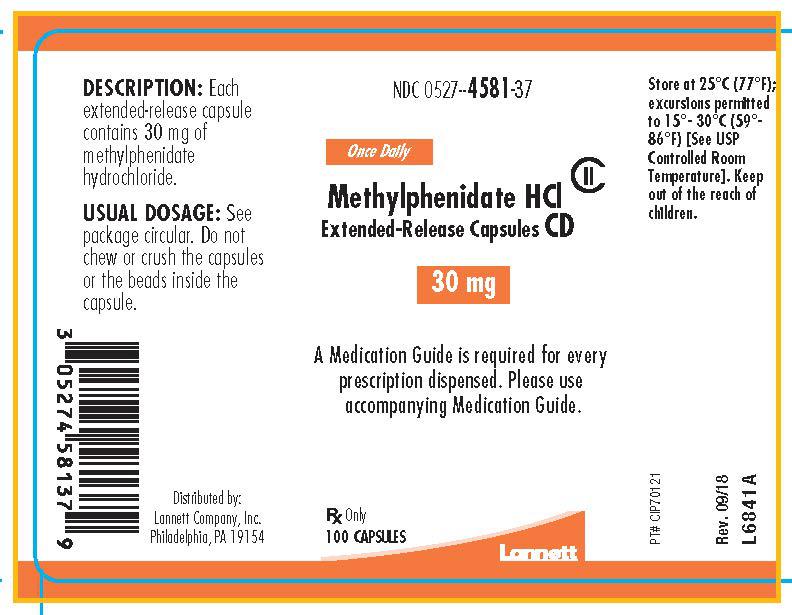 DESCRIPTION: Each
extended-release capsule
contains 30 mg of
methylphenidate
hydrochloride.
USUAL DOSAGE: See
package circular. Do not
chew or crush the capsules
or the beads inside the
capsule.
3 05274 58137 9
Distributed by:
Lannett Company, Inc.
Philadelphia, PA 19154
NDC 0527--4581-37
Once Daily
Methylphenidate HCl CII
Extended-Release Capsules CD
30 mg
A Medication Guide is required for every
prescription dispensed. Please use
accompanying Medication Guide.
Rx Only
100 CAPSULES
Lannett
Store at 25°C (77°F);
excursions permitted
to 15°- 30°C (59°-
86°F) [See USP
Controlled Room
Temperature]. Keep
out of the reach of
children.
PT# CIP70121
Rev. 09/18
L6841A